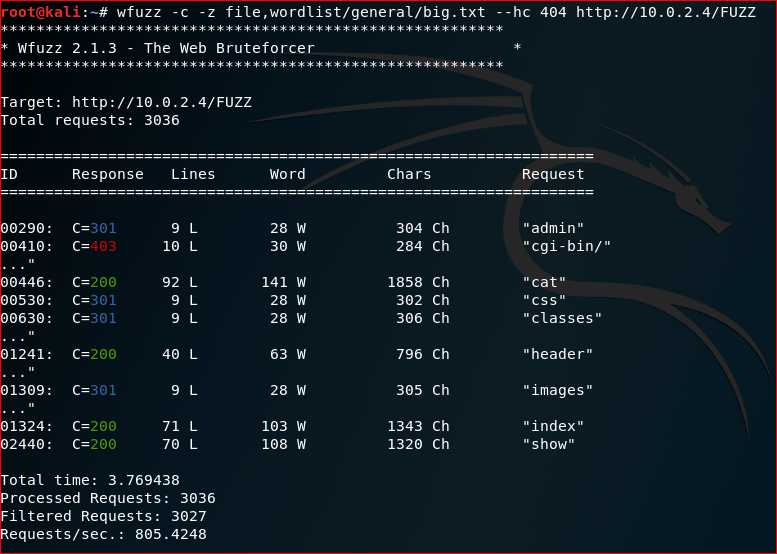 root@kali:~# wfuzz -c -z file,wordlist/general/big.txt --hc 404 http://10.0.2.4/FUZZ
********************************************************
* Wfuzz 2.1.3 - The Web Bruteforcer                      *
********************************************************

Target: http://10.0.2.4/FUZZ
Total requests: 3036

==================================================================
ID      Response   Lines      Word         Chars          Request
==================================================================

00290:  C=301      9 L       28 W          304 Ch        "admin"
00410:  C=403     10 L       30 W          284 Ch        "cgi-bin/"
..."
00446:  C=200     92 L      141 W         1858 Ch        "cat"
00530:  C=301      9 L       28 W          302 Ch        "css"
00630:  C=301      9 L       28 W          306 Ch        "classes"
..."
01241:  C=200     40 L       63 W          796 Ch        "header"
..."
01309:  C=301      9 L       28 W          305 Ch        "images"
..."
01324:  C=200     71 L      103 W         1343 Ch        "index"
02440:  C=200     70 L      108 W         1320 Ch        "show"

Total time: 3.769438
Processed Requests: 3036
Filtered Requests: 3027
Requests/sec.: 805.4248